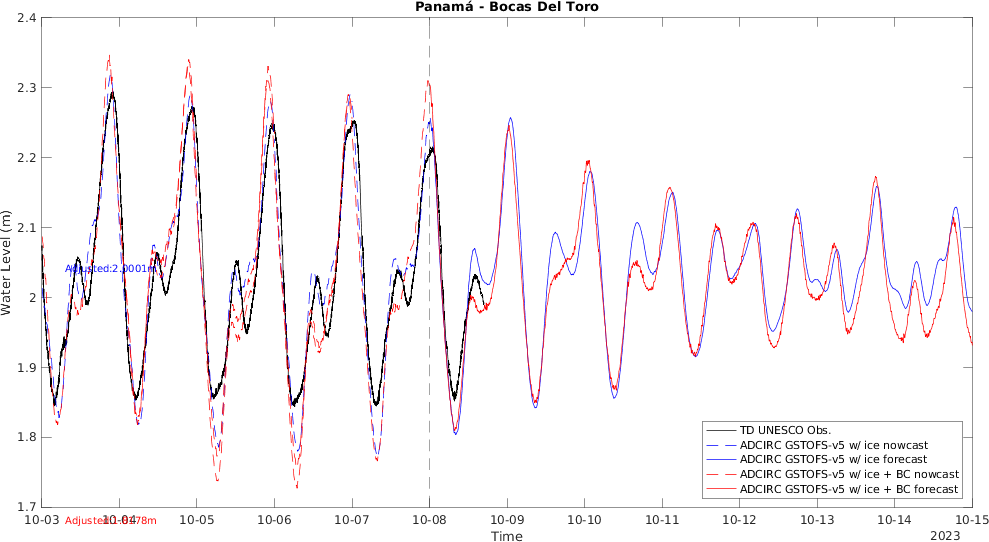 Panamá - Bocas Del Toro
Water Level (m)
2.4
2.3
2.2
2.1
2
1.9
1.8
1.7
Adjusted:2.0001m
TD UNESCO Obs.
ADCIRC GSTOFS-v5 w/ ice nowcast
ADCIRC GSTOFS-v5 w/ ice forecast
ADCIRC GSTOFS-v5 w/ ice + BC nowcast
ADCIRC GSTOFS-v5 w/ ice + BC forecast
10-03 10-04 10-05 10-06 10-07 10-08 10-09 10-10 10-11 10-12 10-13 10-14 10-15
Time
2023